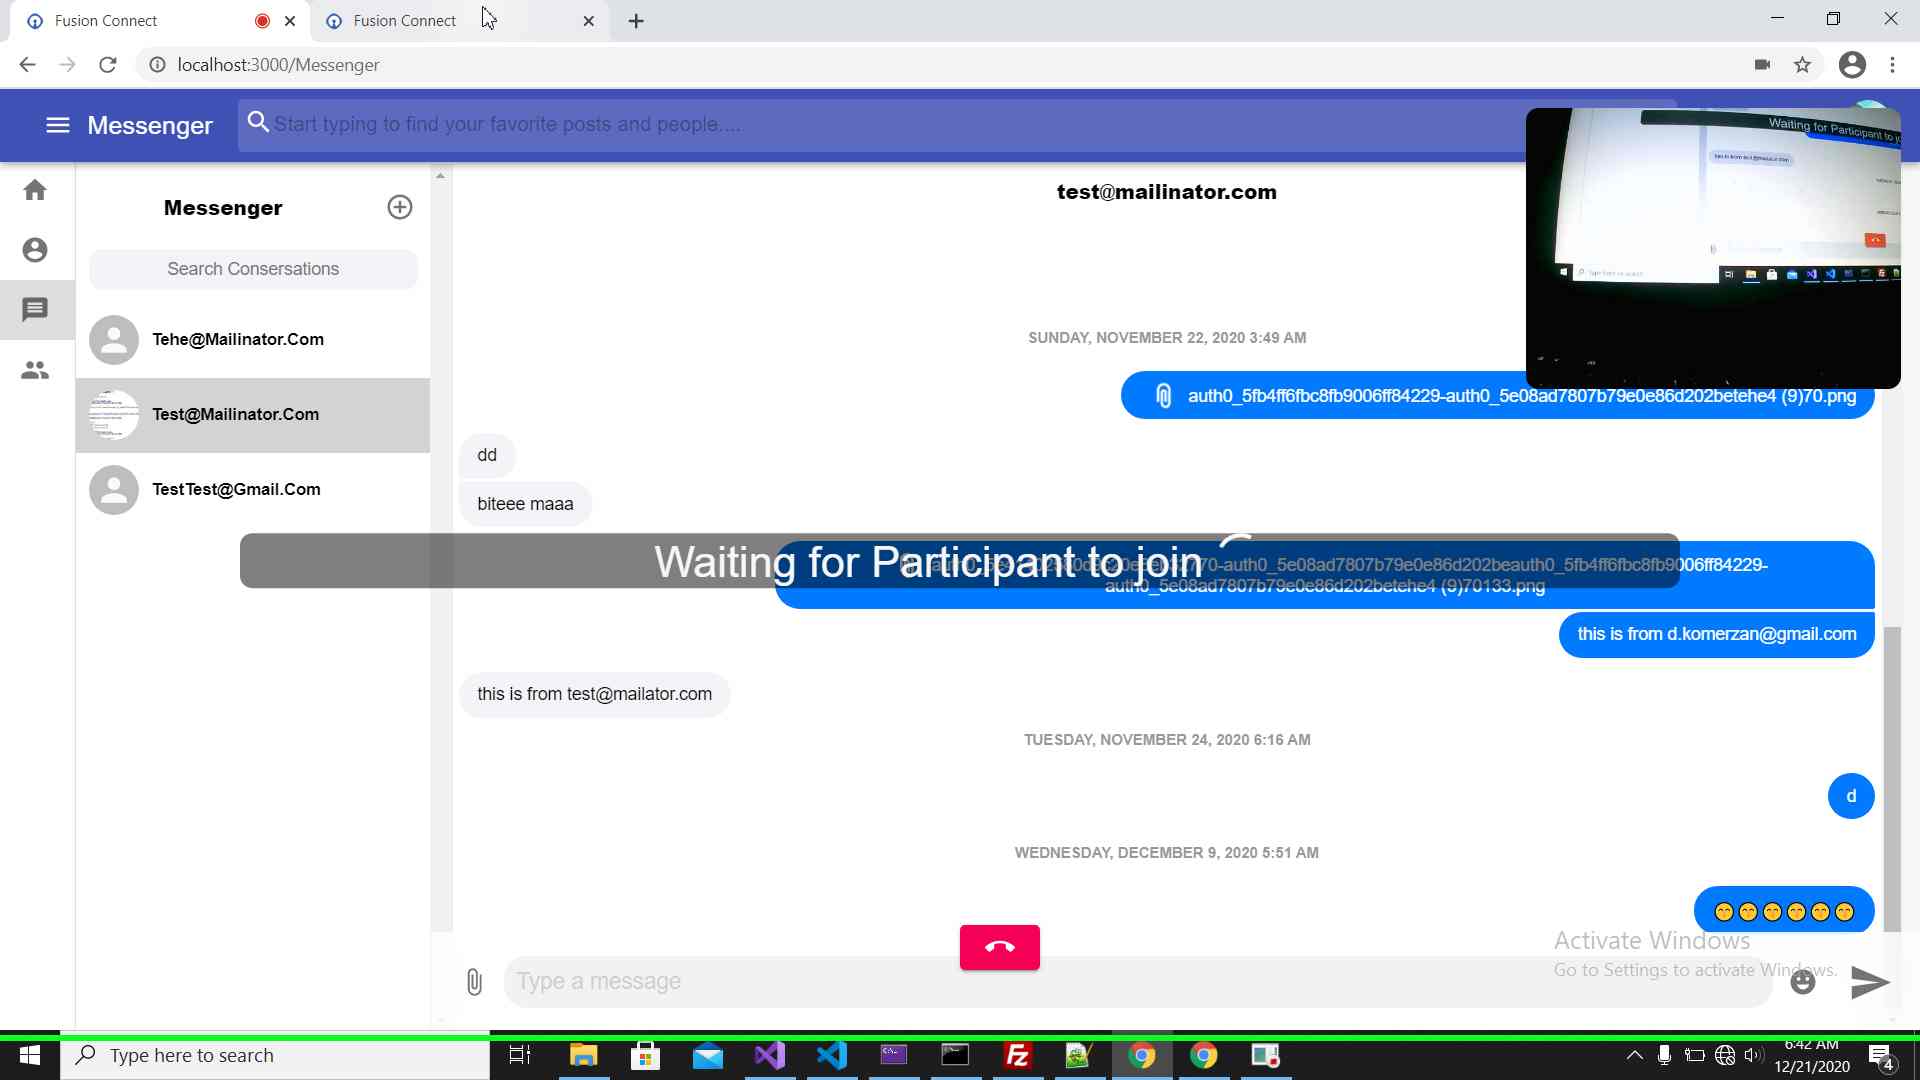 Fusion Connect
Fusion Connect
localhost:3000/Messenger
Messenger
Start typing to find your favorite posts and people....
Waiting for Participant to jo
Messenger
Search Consersations
Tehe@Mailinator.Com
Test@Mailinator.Com
TestTest@Gmail.Com
test@mailinator.com
SUNDAY, NOVEMBER 22, 2020 3:49 AM
auth0_5fb4ff6fbc8fb9006ff84229-auth0_5e08ad7807b79e0e86d202betehe4 (9)70.png
dd
biteee maaa
Waiting for Participant to join
70-auth0_5e08ad7807b79e0e86d202beauth0_5fb4ff6fbc8fb9006ff84229-
auth0_5e08ad7807b79e0e86d202betehe4 (9)70133.png
this is from d.komerzan@gmail.com
this is from test@mailator.com
TUESDAY, NOVEMBER 24, 2020 6:16 AM
d
WEDNESDAY, DECEMBER 9, 2020 5:51 AM
Type a message
Activate Windows
Go to Settings to activate Windows.
Type here to search
6:42 AM
12/21/2020
4